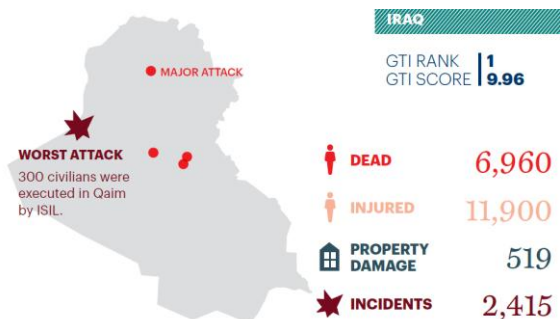 IRAQ
GTI RANK 1
GTI SCORE 9.96
MAJOR ATTACK
WORST ATTACK
300 civilians were
executed in Qaim
by ISIL.
DEAD 6,960
INJURED 11,900
PROPERTY
DAMAGE 519
INCIDENTS 2,415